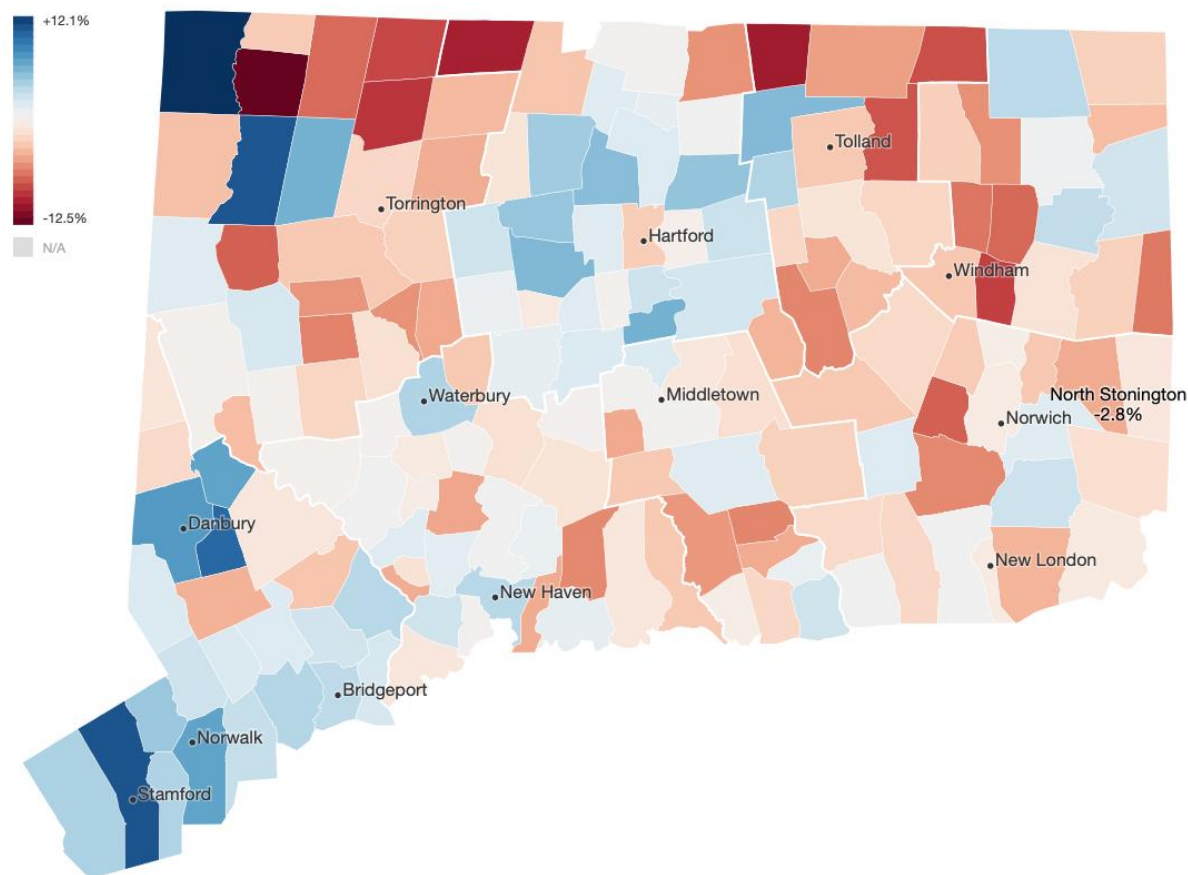 +12.1%
-12.5%
N/A
Tolland
Torrington
Hartford
Windham
Waterbury
Middletown
North Stonington
-2.8%
Norwich
Danbury
New London
New Haven
Bridgeport
Norwalk
Stamford